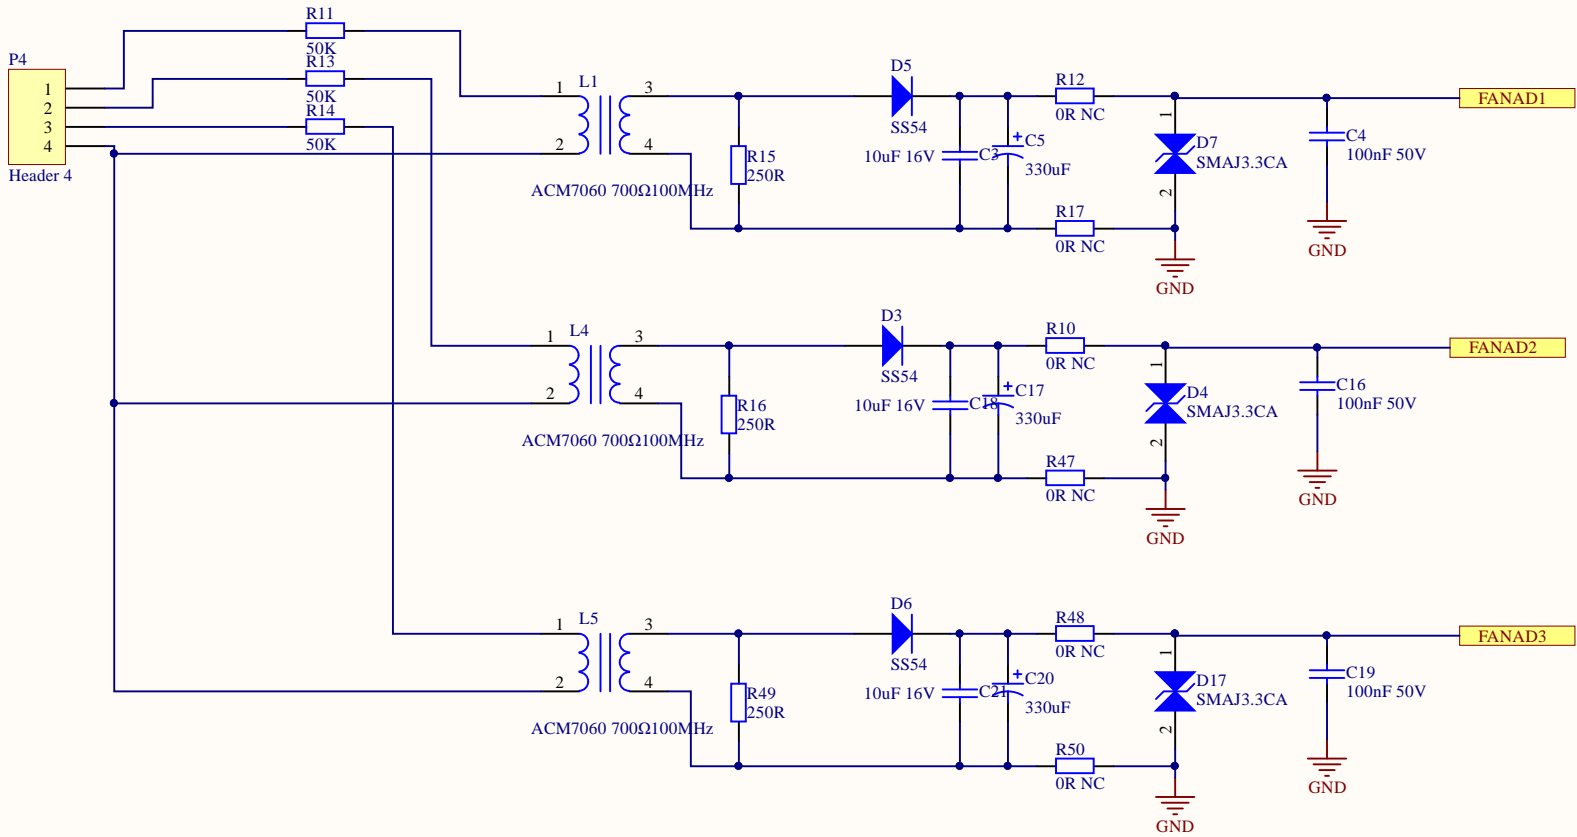 P4
1
2
3
4
Header 4
R11
50K
R13
50K
R14
50K
1
2
L1
3
4
ACM7060 700Ω100MHz
R15
250R
D5
SS54
10uF 16V
C3
C5
330uF
R12
0R NC
R17
0R NC
1
2
D7
SMAJ3.3CA
GND
C4
100nF 50V
GND
FANAD1
1
2
L4
3
4
ACM7060 700Ω100MHz
R16
250R
D3
SS54
10uF 16V
C18
C17
330uF
R10
0R NC
R47
0R NC
1
2
D4
SMAJ3.3CA
GND
C16
100nF 50V
GND
FANAD2
1
2
L5
3
4
ACM7060 700Ω100MHz
R49
250R
D6
SS54
10uF 16V
C21
C20
330uF
R48
0R NC
R50
0R NC
1
2
D17
SMAJ3.3CA
GND
C19
100nF 50V
GND
FANAD3